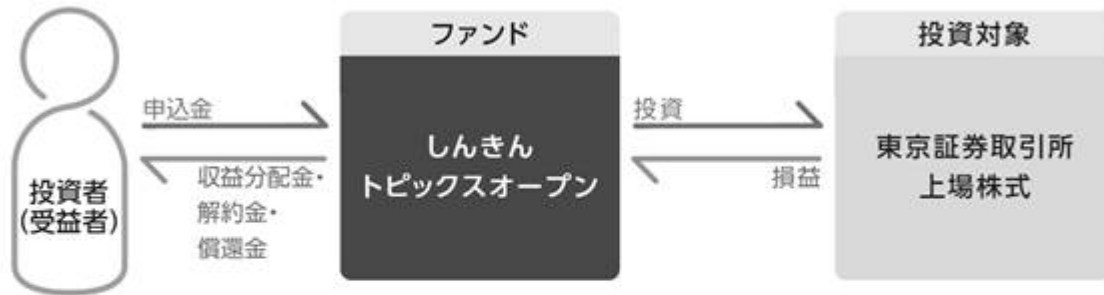 ファンド
投資対象
申込金
投資
しんきん
トピックスオープン
東京証券取引所
上場株式
収益分配金・
解約金・
償還金
損益
投資者
(受益者)